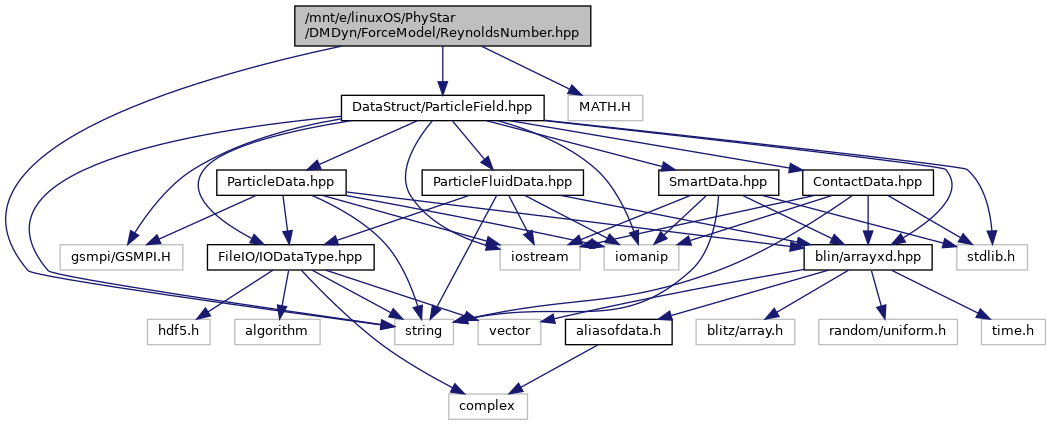 /mnt/e/linuxOS/PhyStar
/DMDyn/ForceModel/ReynoldsNumber.hpp
DataStruct/ParticleField.hpp
MATH.H
ParticleData.hpp
ParticleFluidData.hpp
SmartData.hpp
ContactData.hpp
gsmpi/GSMPI.H
FileIO/IODataType.hpp
iostream
iomanip
blin/arrayxd.hpp
stdlib.h
hdf5.h
algorithm
string
vector
aliasofdata.h
blitz/array.h
random/uniform.h
time.h
complex